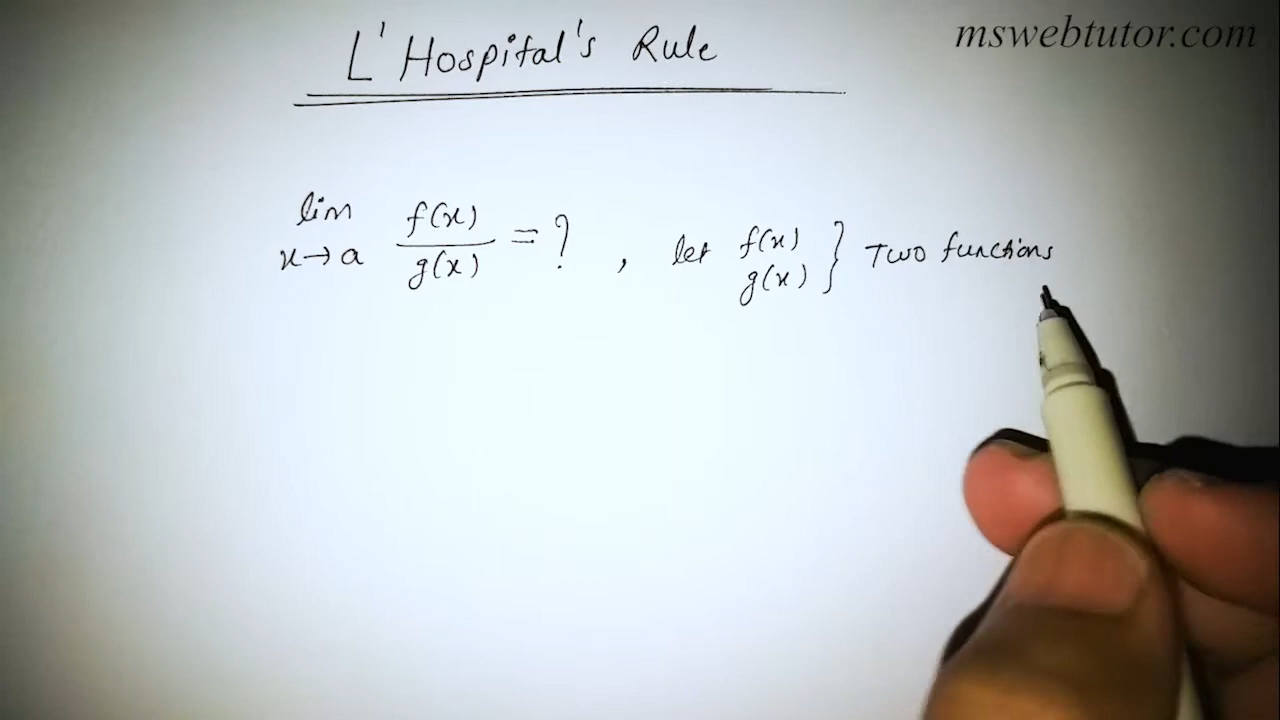 mswebtutor.com
L'Hospital's Rule
lim x→a f(x)/g(x) = ? , let f(x) g(x) } Two functions